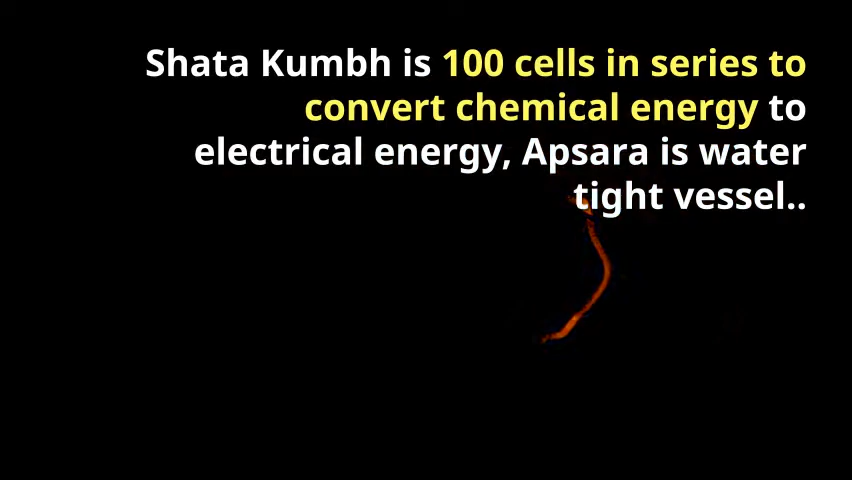 Shata Kumbh is 100 cells in series to
convert chemical energy to
electrical energy, Apsara is water
tight vessel..